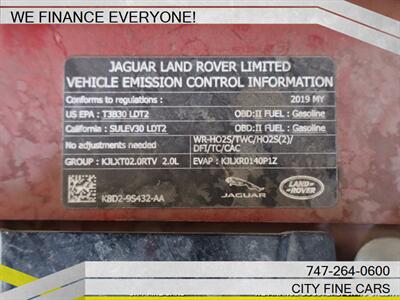 WE FINANCE EVERYONE!
JAGUAR LAND ROVER LIMITED
VEHICLE EMISSION CONTROL INFORMATION
Conforms to regulations: 2019 MY
US EPA : T3B30 LDT2 OBD:II FUEL : Gasoline
California : SULEV30 LDT2 OBD:II FUEL : Gasoline
No adjustments needed WR-HO2S/TWC/HO2S(2)/
DFI/TC/CAC
GROUP : KJLXT02.0RTV 2.0L EVAP : KJLXR0140P1Z
K8D2-9S432-AA
JAGUAR
LAND
ROVER
747-264-0600
CITY FINE CARS